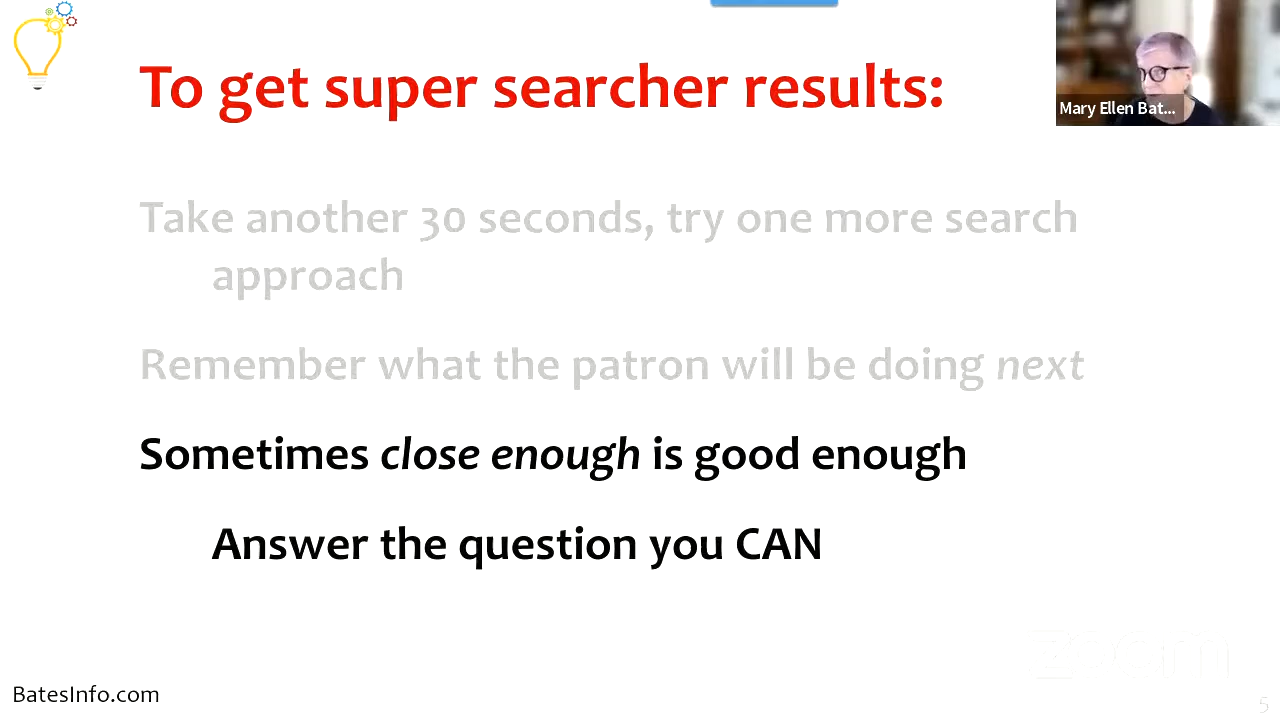 To get super searcher results:
Mary Ellen Bat...
Take another 30 seconds, try one more search
approach
Remember what the patron will be doing next
Sometimes close enough is good enough
Answer the question you CAN
zoom
BatesInfo.com
5